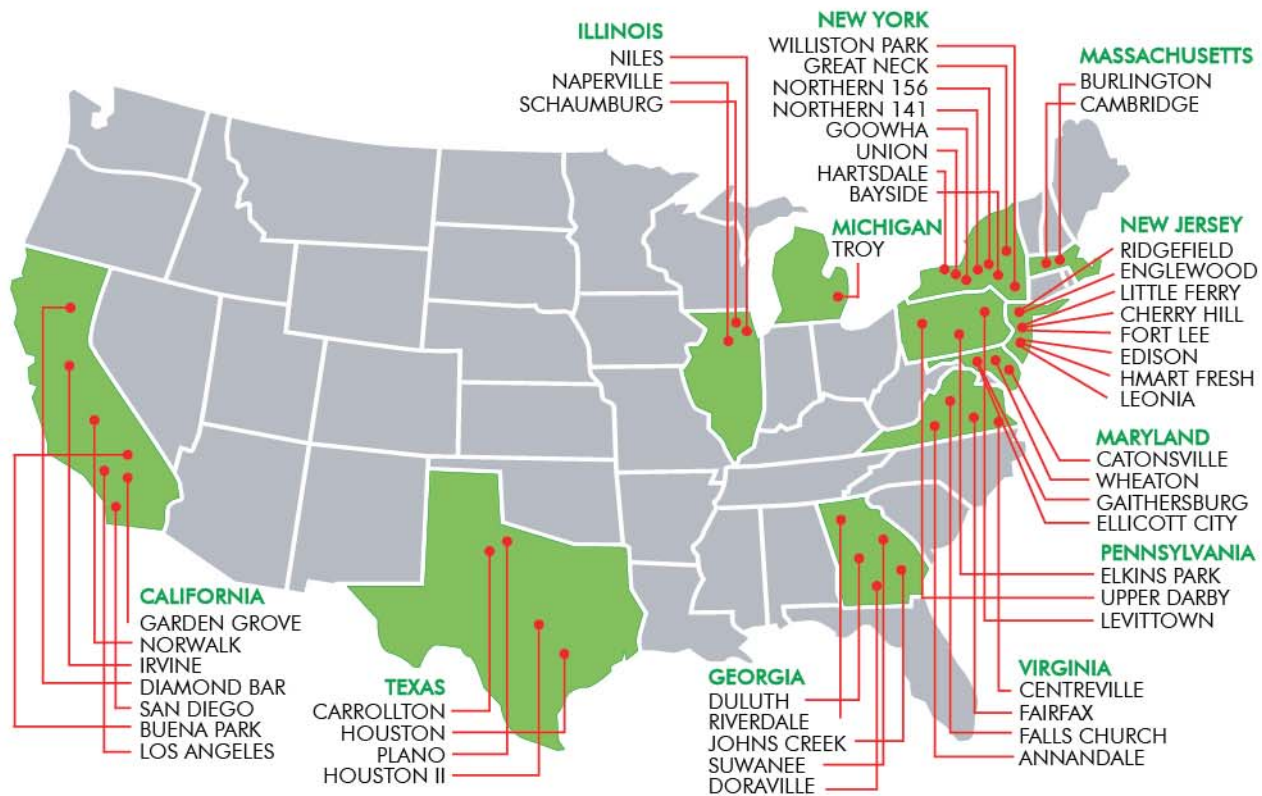 ILLINOIS
NILES
NAPERVILLE
SCHAUMBURG
NEW YORK
WILLISTON PARK
GREAT NECK
NORTHERN 156
NORTHERN 141
GOOWHA
UNION
HARTSDALE
BAYSIDE
MASSACHUSETTS
BURLINGTON
CAMBRIDGE
MICHIGAN
TROY
NEW JERSEY
RIDGEFIELD
ENGLEWOOD
LITTLE FERRY
CHERRY HILL
FORT LEE
EDISON
HMART FRESH
LEONIA
MARYLAND
CATONSVILLE
WHEATON
GAITHERSBURG
ELLICOTT CITY
PENNSYLVANIA
ELKINS PARK
UPPER DARBY
LEVITTOWN
CALIFORNIA
GARDEN GROVE
NORWALK
IRVINE
DIAMOND BAR
SAN DIEGO
BUENA PARK
LOS ANGELES
TEXAS
CARROLLTON
HOUSTON
PLANO
HOUSTON II
GEORGIA
DULUTH
RIVERDALE
JOHNS CREEK
SUWANEE
DORAVILLE
VIRGINIA
CENTREVILLE
FAIRFAX
FALLS CHURCH
ANNANDALE